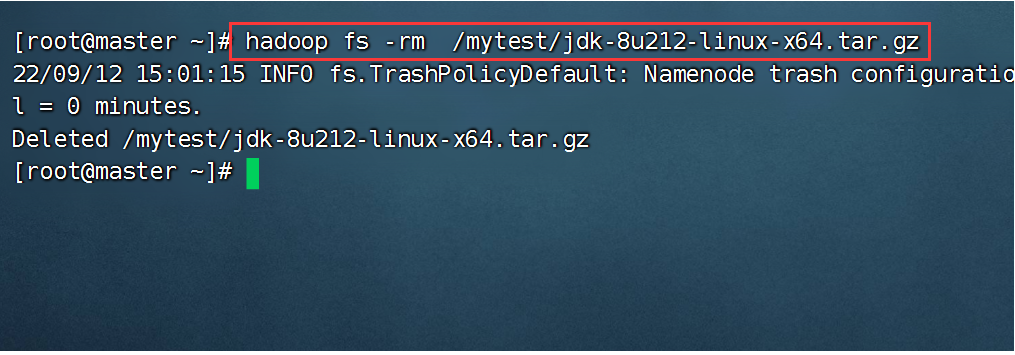 [root@master ~]# hadoop fs -rm  /mytest/jdk-8u212-linux-x64.tar.gz
22/09/12 15:01:15 INFO fs.TrashPolicyDefault: Namenode trash configuratio
l = 0 minutes.
Deleted /mytest/jdk-8u212-linux-x64.tar.gz
[root@master ~]#